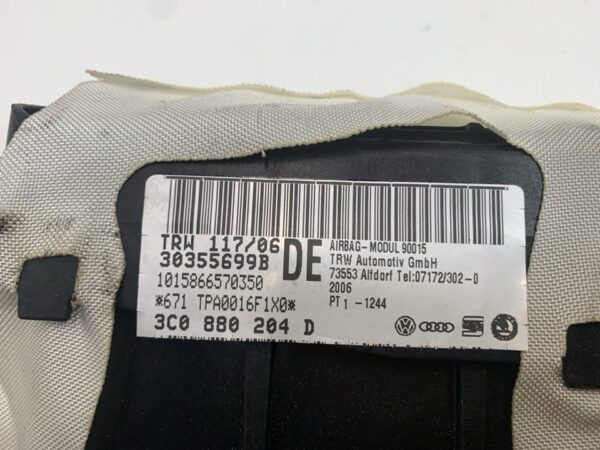 TRW 117/06
30355699B
DE
1015866570350
*671 TPA0016F1X0*
3C0 880 204 D
AIRBAG-MODUL 90015
TRW Automotiv GmbH
73553 Alfdorf Tel:07172/302-0
2006
PT1 -1244